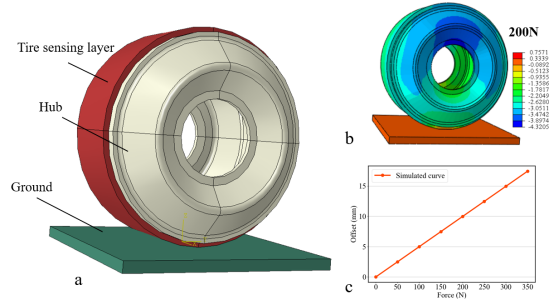 Tire sensing layer
Hub
Ground
a
200N
0.7571
0.3339
-0.0892
-0.5123
-0.9355
-1.3586
-1.7817
-2.2049
-2.6280
-3.0511
-3.4742
-3.8974
-4.3205
b
Simulated curve
Offset (mm)
15
10
5
0
0 50 100 150 200 250 300 350
Force (N)
c